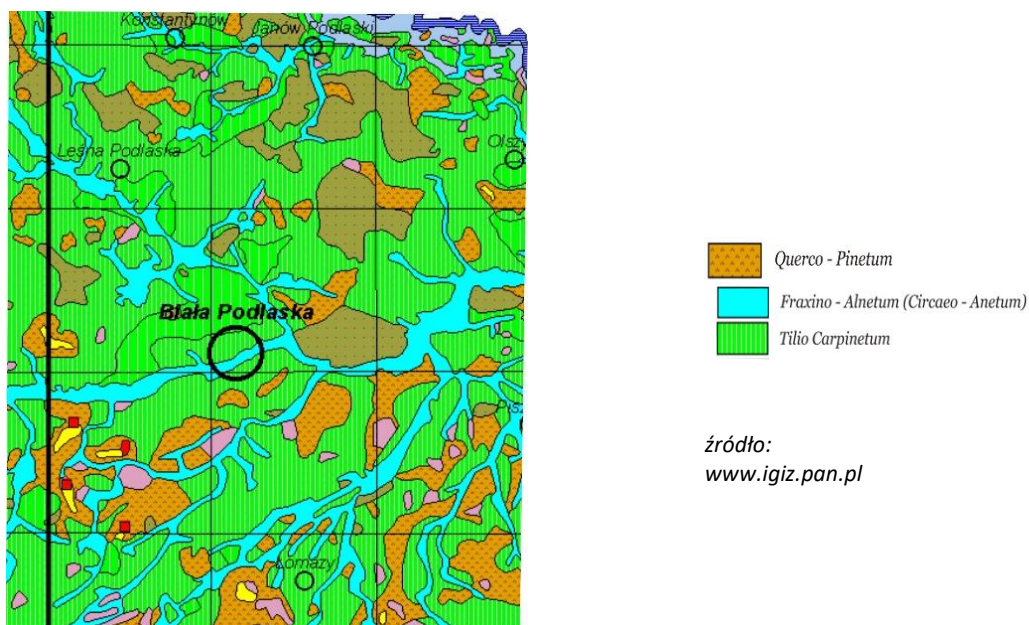 Konstantynów
Janów Podlaski
Leśna Podlaska
Biała Podlaska
Łomazy
Querco - Pinetum
Fraxino - Alnetum (Circaeo - Anetum)
Tilio Carpinetum
źródło:
www.igiz.pan.pl